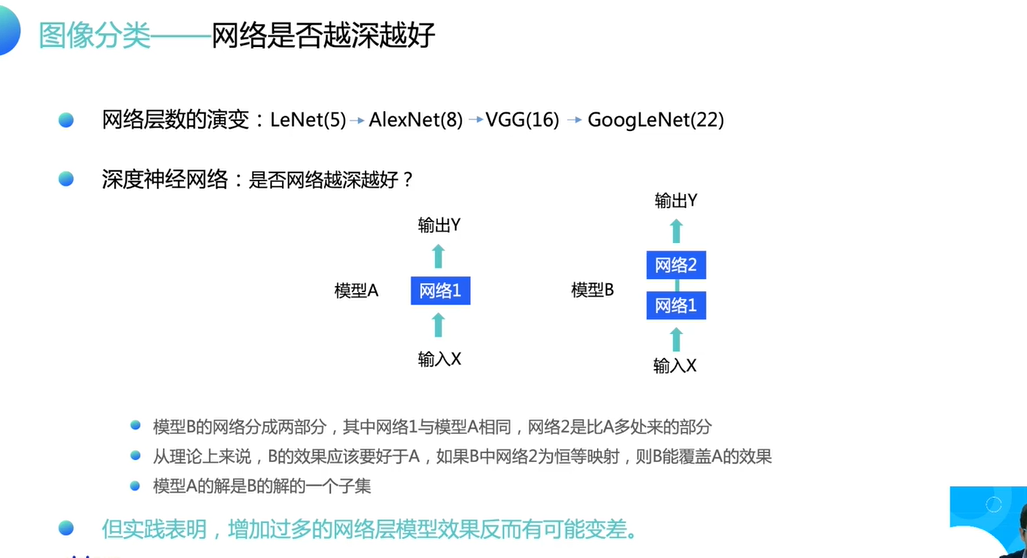 图像分类——网络是否越深越好
网络层数的演变：LeNet(5)→AlexNet(8)→VGG(16)→GoogLeNet(22)
深度神经网络：是否网络越深越好？
输出Y
模型A
网络1
输入X
输出Y
网络2
模型B
网络1
输入X
模型B的网络分成两部分，其中网络1与模型A相同，网络2是比A多处来的部分
从理论上来说，B的效果应该要好于A，如果B中网络2为恒等映射，则B能覆盖A的效果
模型A的解是B的解的一个子集
但实践表明，增加过多的网络层模型效果反而有可能变差。